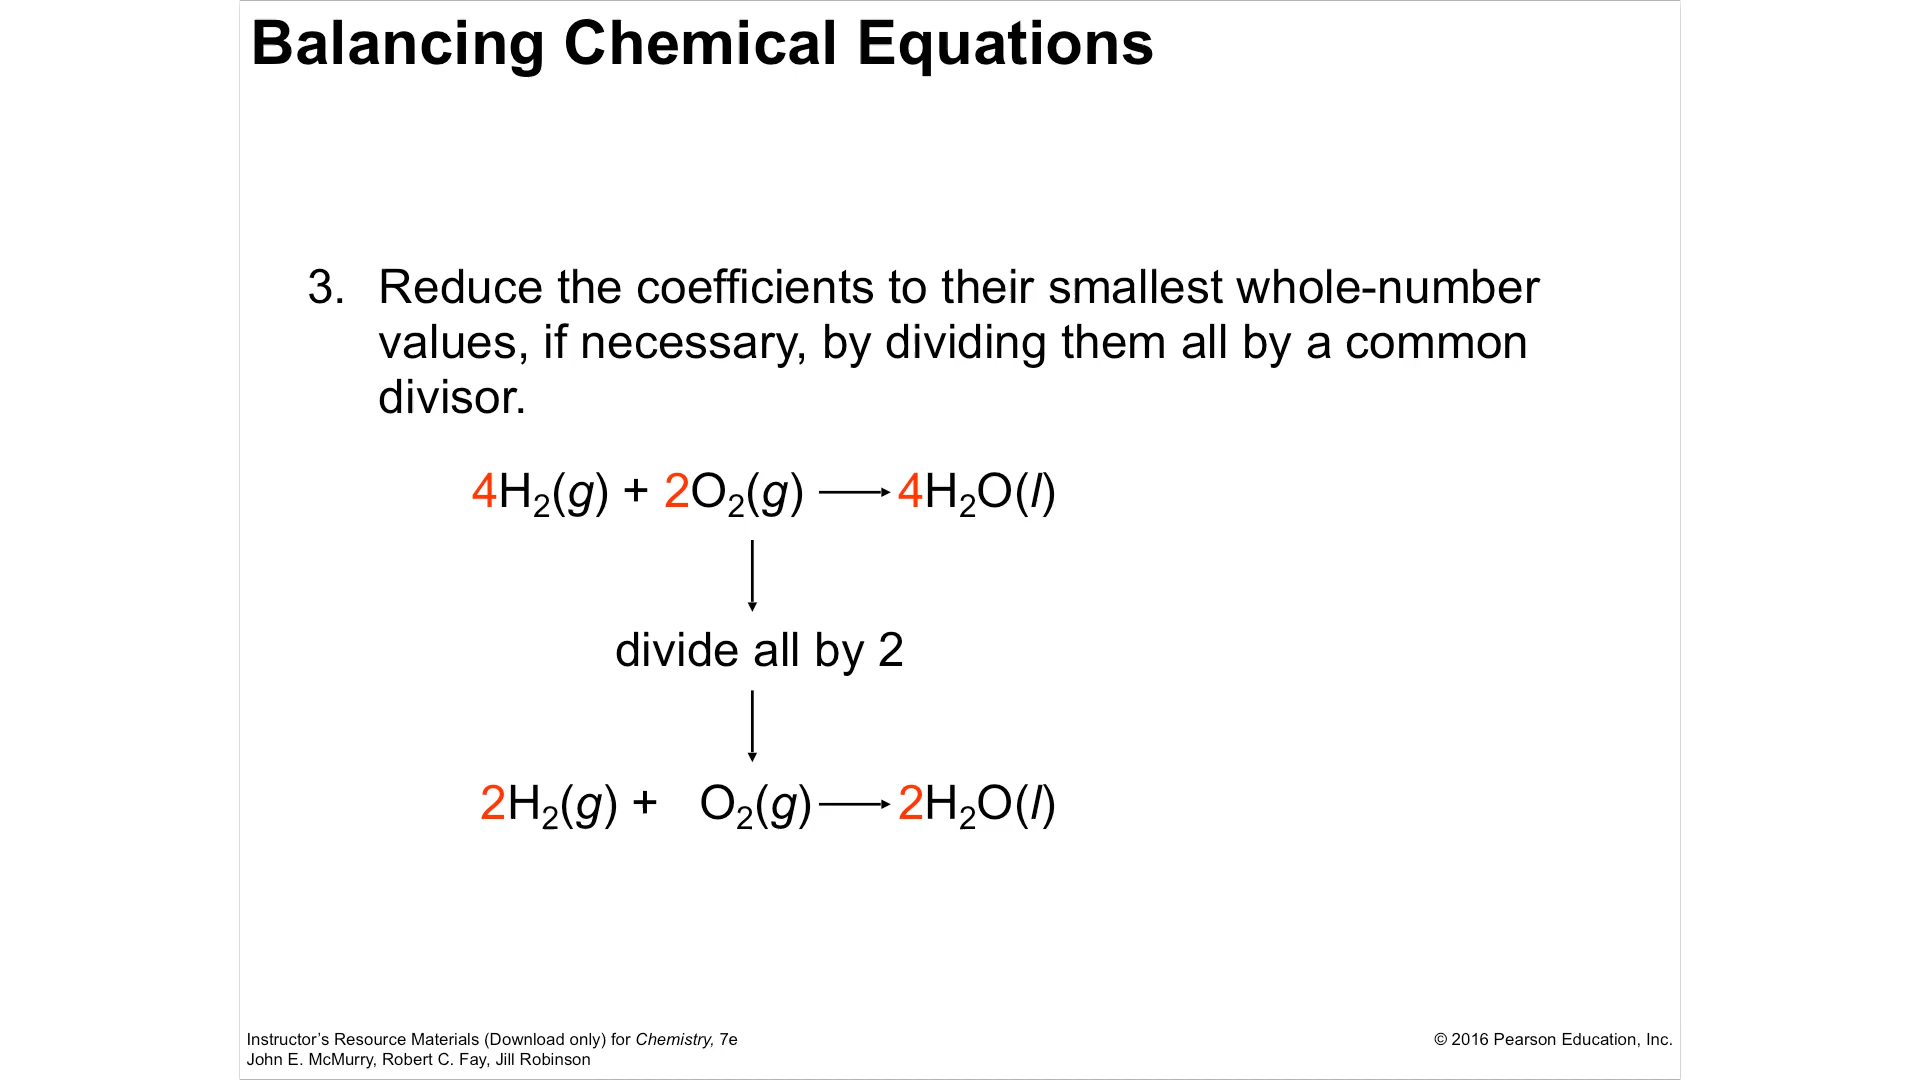 Balancing Chemical Equations
3. Reduce the coefficients to their smallest whole-number
values, if necessary, by dividing them all by a common
divisor.
4H₂(g) + 2O₂(g) ⟶ 4H₂O(l)
divide all by 2
2H₂(g) + O₂(g) ⟶ 2H₂O(l)
Instructor’s Resource Materials (Download only) for Chemistry, 7e
John E. McMurry, Robert C. Fay, Jill Robinson
© 2016 Pearson Education, Inc.